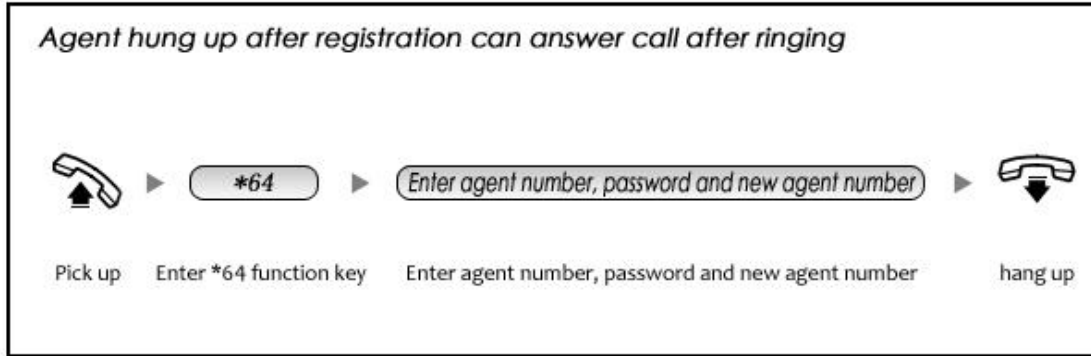 Agent hung up after registration can answer call after ringing
*64
Enter agent number, password and new agent number
Pick up
Enter *64 function key
Enter agent number, password and new agent number
hang up